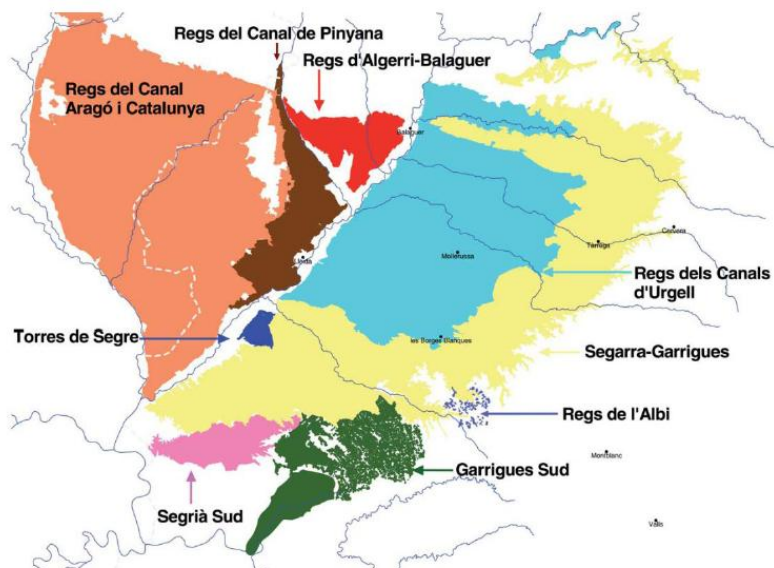 Regs del Canal de Pinyana
Regs d'Algerri-Balaguer
Regs del Canal
Aragó i Catalunya
Balaguer
Cervera
Tàrrega
Lleida
Mollerussa
Regs dels Canals
d'Urgell
Torres de Segre
les Borges Blanques
Segarra-Garrigues
Regs de l'Albi
Garrigues Sud
Montblanc
Segrià Sud
Valls